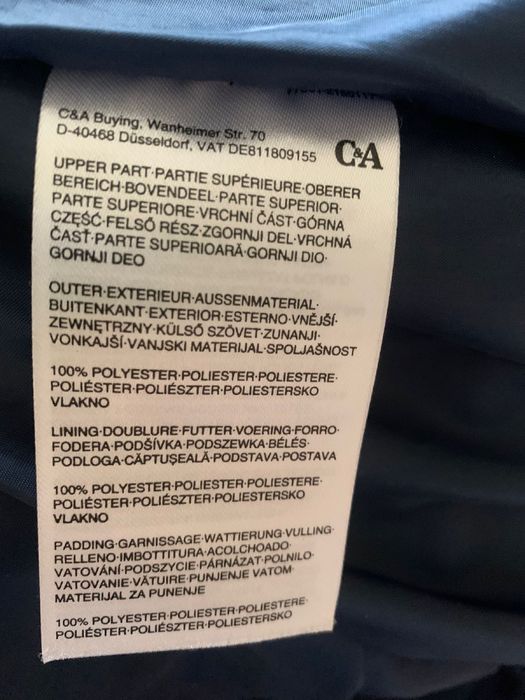 C&A Buying, Wanheimer Str. 70
D-40468 Düsseldorf, VAT DE811809155
C&A
UPPER PART·PARTIE SUPÉRIEURE·OBERER
BEREICH·BOVENDEEL·PARTE SUPERIOR·
PARTE SUPERIORE·VRCHNÍ ČÁST·GÓRNA
CZĘŚĆ·FELSŐ RÉSZ·ZGORNJI DEL·VRCHNÁ
ČASŤ·PARTE SUPERIOARĂ·GORNJI DIO·
GORNJI DEO
OUTER·EXTERIEUR·AUSSENMATERIAL·
BUITENKANT·EXTERIOR·ESTERNO·VNĚJŠÍ·
ZEWNĘTRZNY·KÜLSŐ SZÖVET·ZUNANJI·
VONKAJŠÍ·VANJSKI MATERIJAL·SPOLJAŠNOST
100% POLYESTER·POLIESTER·POLIESTERE·
POLIÉSTER·POLIÉSZTER·POLIESTERSKO
VLAKNO
LINING·DOUBLURE·FUTTER·VOERING·FORRO·
FODERA·PODŠÍVKA·PODSZEWKA·BÉLÉS·
PODLOGA·CĂPTUȘEALĂ·PODSTAVA·POSTAVA
100% POLYESTER·POLIESTER·POLIESTERE·
POLIÉSTER·POLIÉSZTER·POLIESTERSKO
VLAKNO
PADDING·GARNISSAGE·WATTIERUNG·VULLING·
RELLENO·IMBOTTITURA·ACOLCHOADO·
VATOVÁNÍ·PODSZYCIE·PÁRNÁZAT·POLNILO·
VATOVANIE·VĂTUIRE·PUNJENJE VATOM·
MATERIJAL ZA PUNENJE
100% POLYESTER·POLIESTER·POLIESTERE·
POLIÉSTER·POLIÉSZTER·POLIESTERSKO